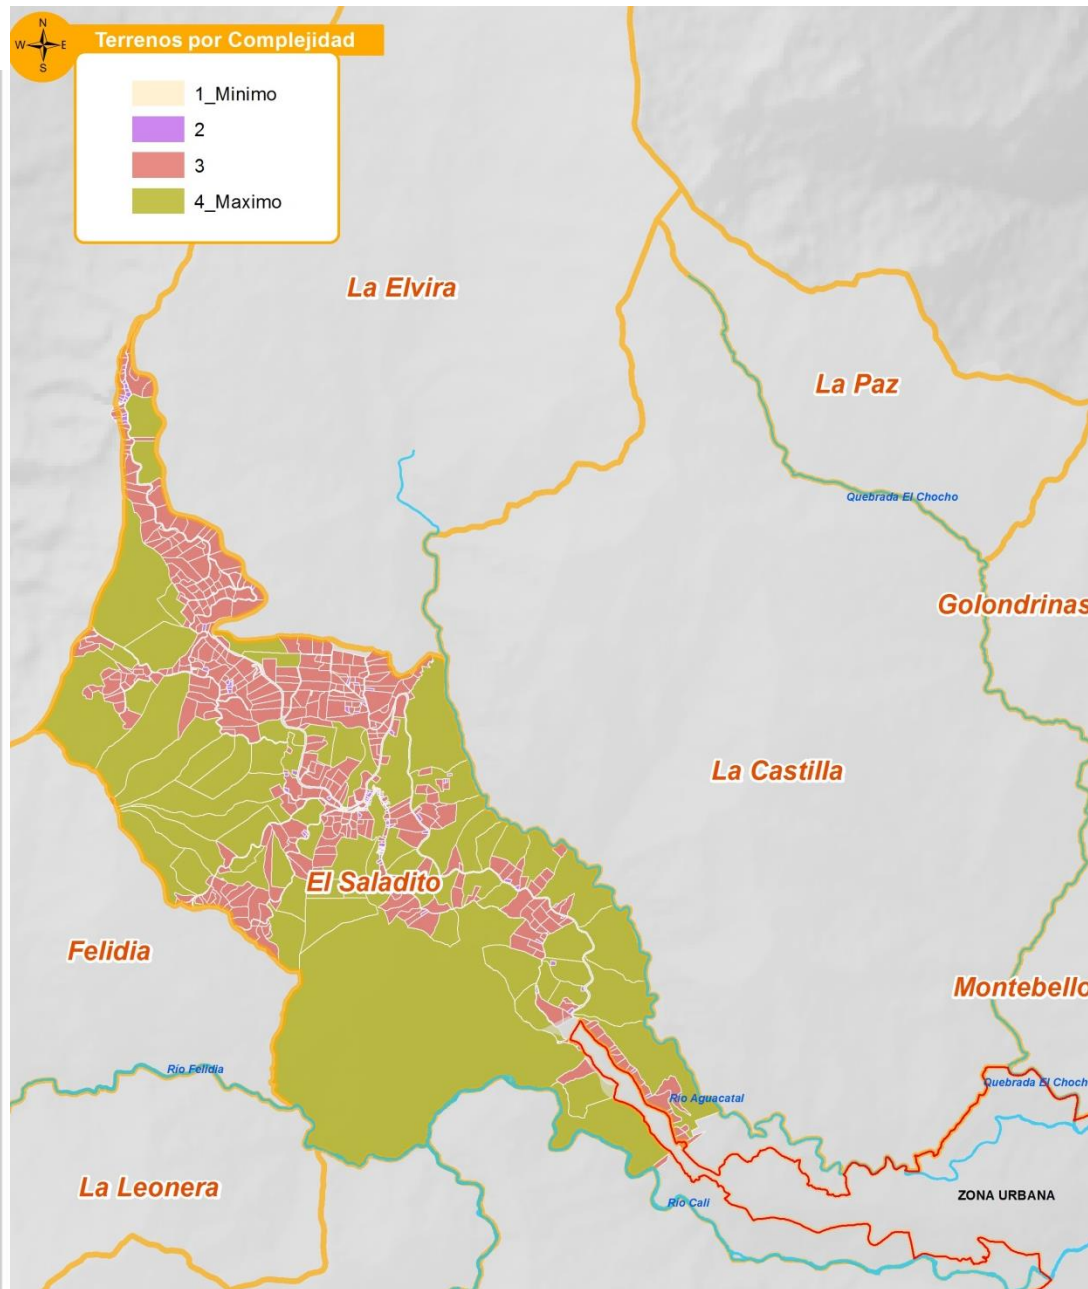 N
W E
S
Terrenos por Complejidad
1_Minimo
2
3
4_Maximo
La Elvira
La Paz
Quebrada El Chocho
Golondrinas
La Castilla
El Saladito
Felidia
Montebello
Rio Felidia
Quebrada El Chocho
Rio Aguacatal
La Leonera
ZONA URBANA
Rio Cali